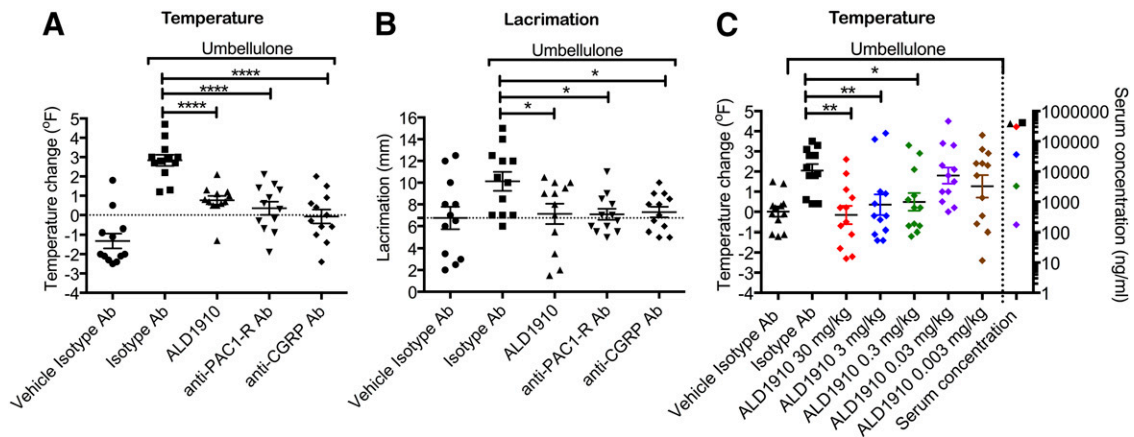 A
Temperature
Umbellulone
****
****
****
Temperature change (⁰F)
5
4
3
2
1
0
-1
-2
-3
-4
Vehicle Isotype Ab
Isotype Ab
ALD1910
anti-PAC1-R Ab
anti-CGRP Ab
B
Lacrimation
Umbellulone
*
*
*
Lacrimation (mm)
16
14
12
10
8
6
4
2
0
Vehicle Isotype Ab
Isotype Ab
ALD1910
anti-PAC1-R Ab
anti-CGRP Ab
C
Temperature
Umbellulone
*
**
**
Temperature change (⁰F)
5
4
3
2
1
0
-1
-2
-3
-4
Serum concentration (ng/ml)
1000000
100000
10000
1000
100
10
1
Vehicle Isotype Ab
Isotype Ab
ALD1910 30 mg/kg
ALD1910 3 mg/kg
ALD1910 0.3 mg/kg
ALD1910 0.03 mg/kg
ALD1910 0.003 mg/kg
Serum concentration